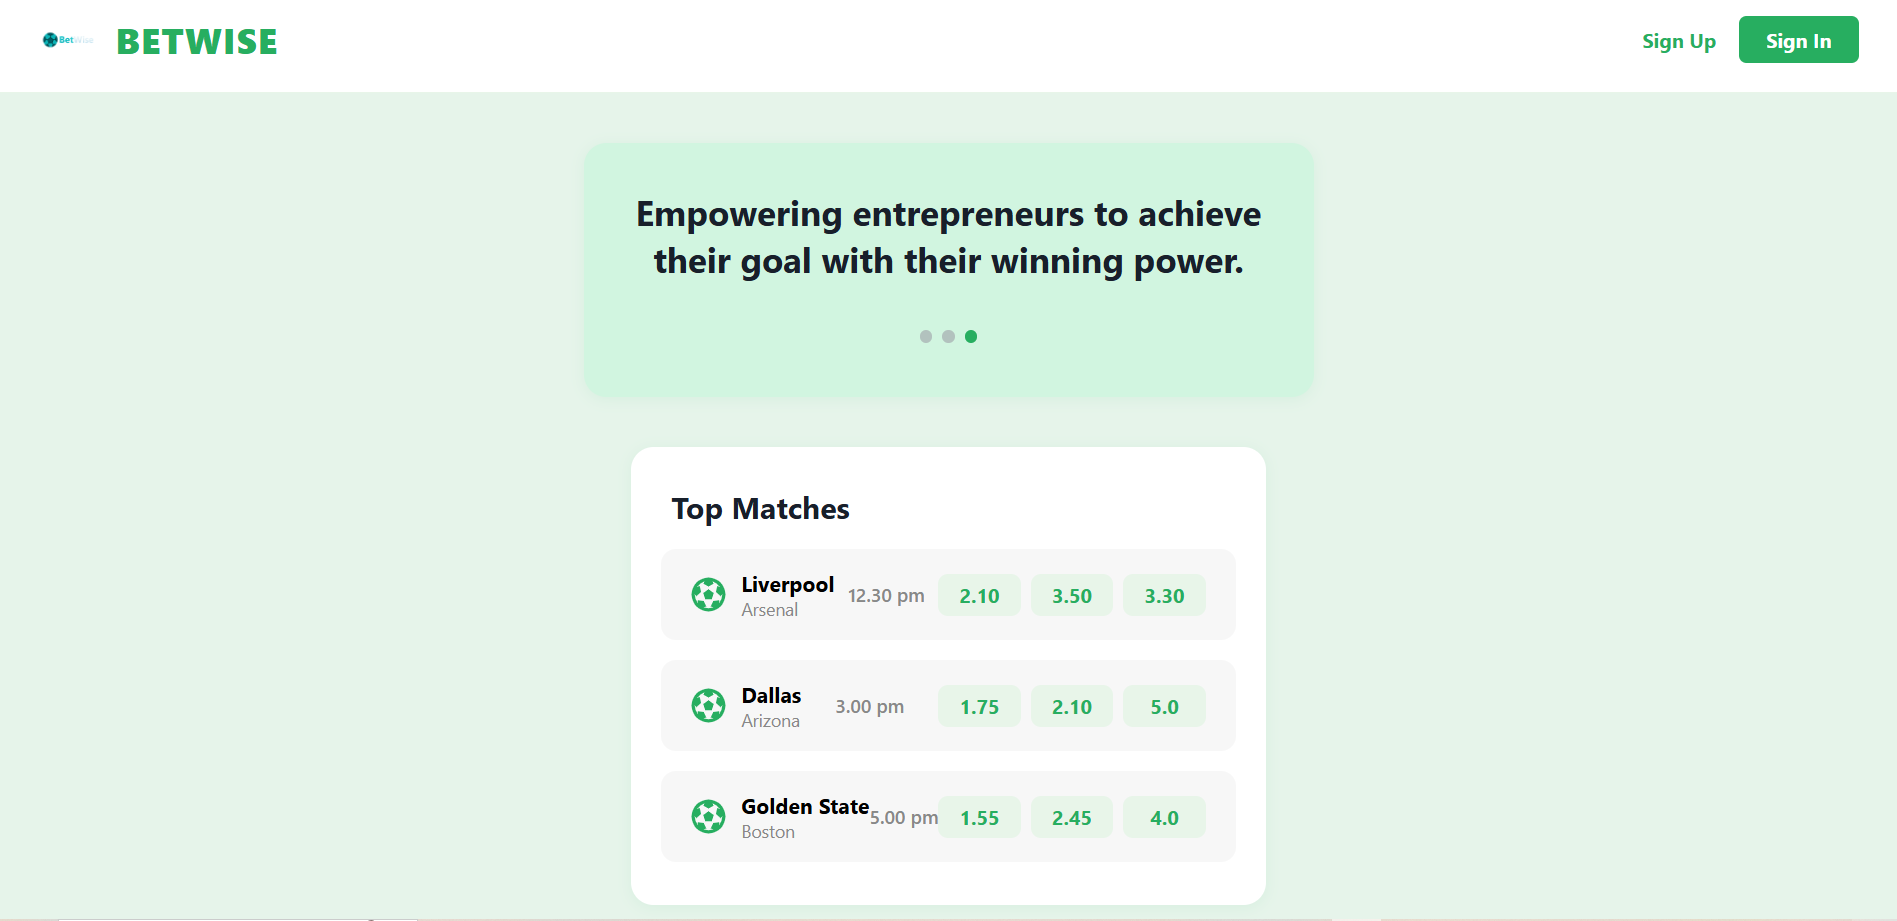 BetWise
BETWISE
Sign Up
Sign In
Empowering entrepreneurs to achieve
their goal with their winning power.
Top Matches
Liverpool
Arsenal
12.30 pm
2.10
3.50
3.30
Dallas
Arizona
3.00 pm
1.75
2.10
5.0
Golden State
Boston
5.00 pm
1.55
2.45
4.0